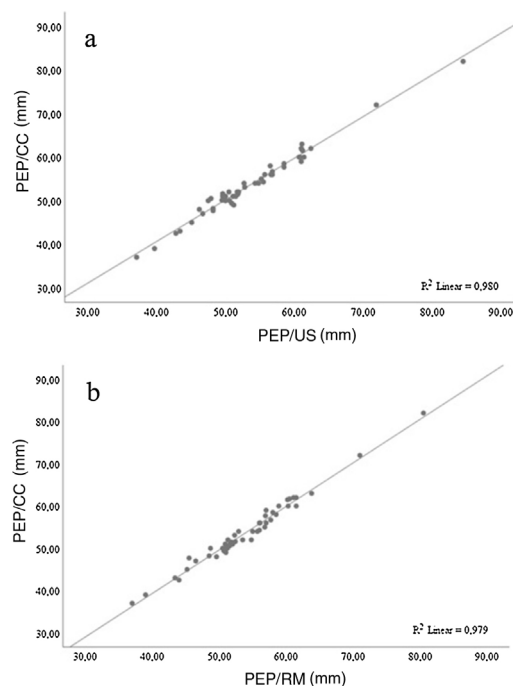 a
90,00
80,00
70,00
60,00
50,00
40,00
30,00
PEP/CC (mm)
R² Linear = 0,980
30,00 40,00 50,00 60,00 70,00 80,00 90,00
PEP/US (mm)
b
90,00
80,00
70,00
60,00
50,00
40,00
30,00
PEP/CC (mm)
R² Linear = 0,979
30,00 40,00 50,00 60,00 70,00 80,00 90,00
PEP/RM (mm)